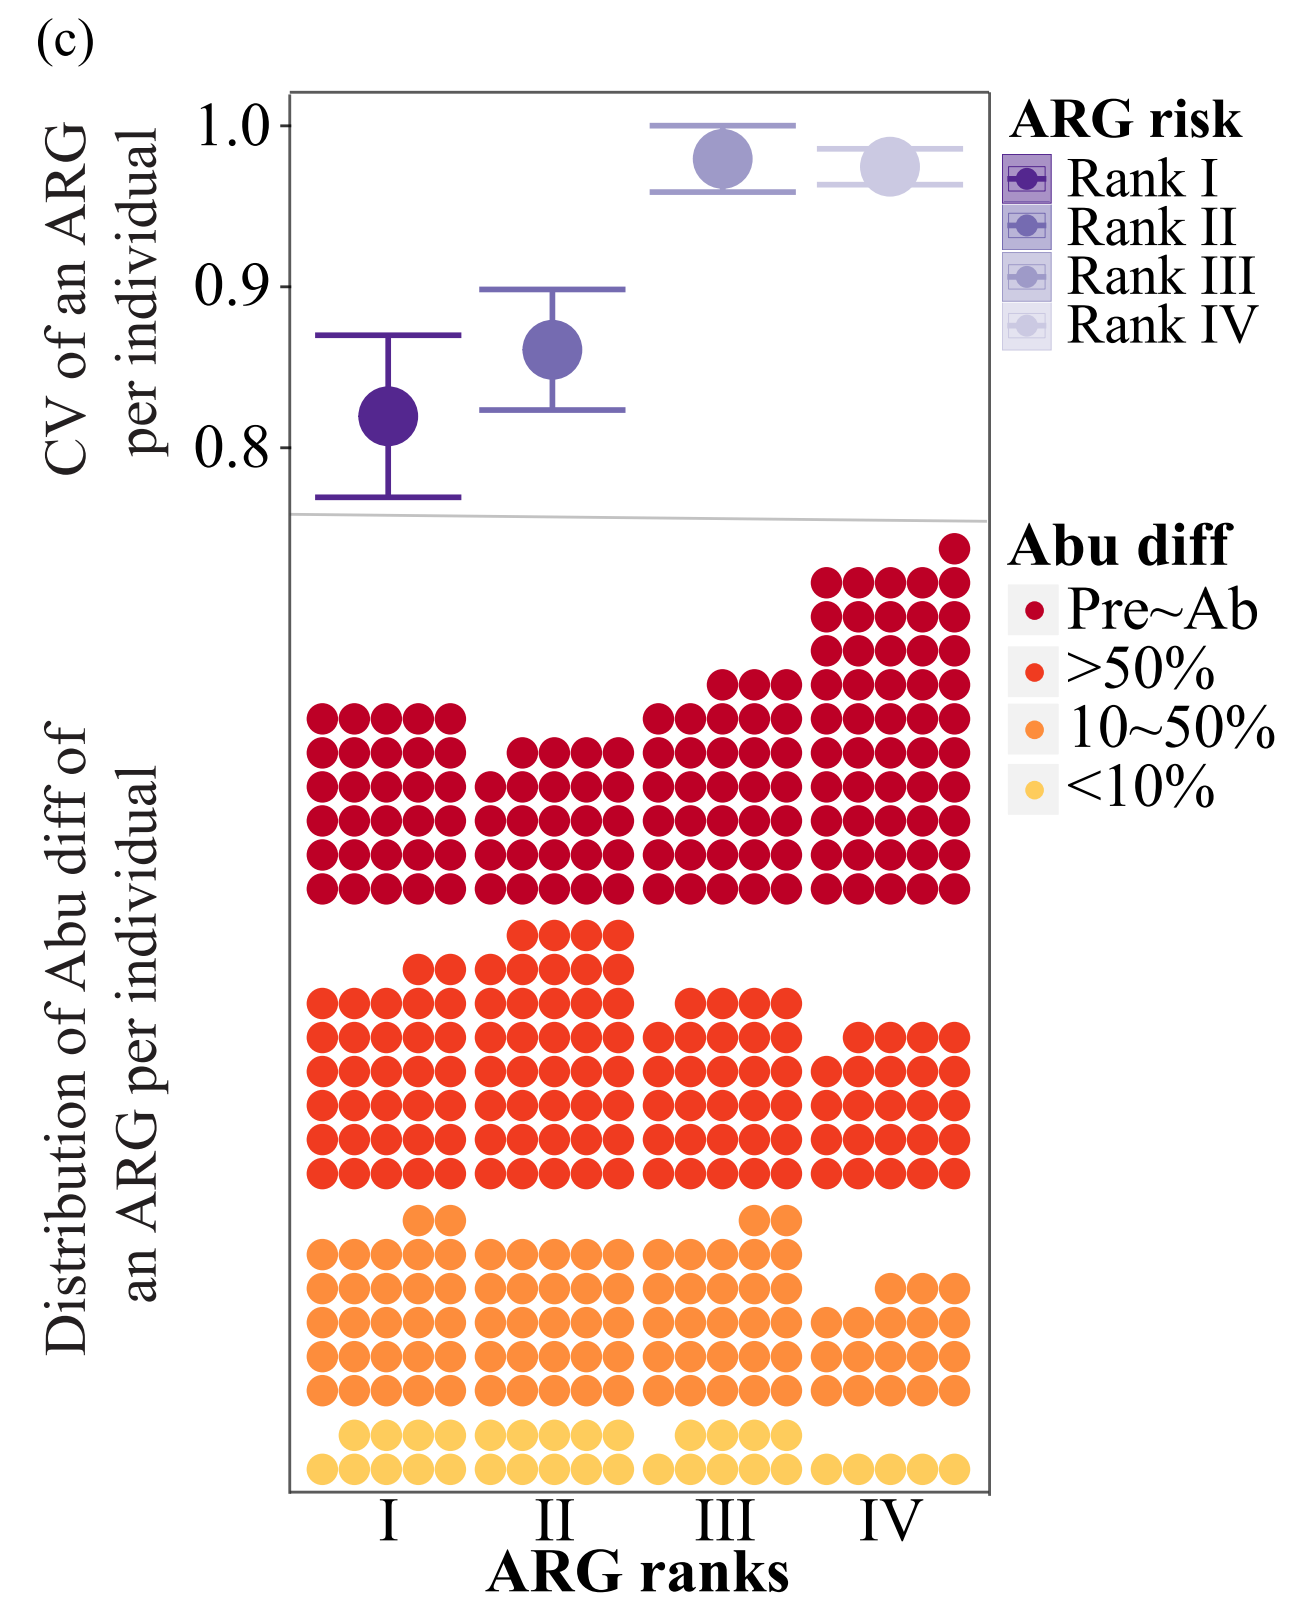 (c)
CV of an ARG
per individual
1.0
0.9
0.8
ARG risk
Rank I
Rank II
Rank III
Rank IV
Distribution of Abu diff of
an ARG per individual
Abu diff
Pre~Ab
>50%
10~50%
<10%
I II III IV
ARG ranks